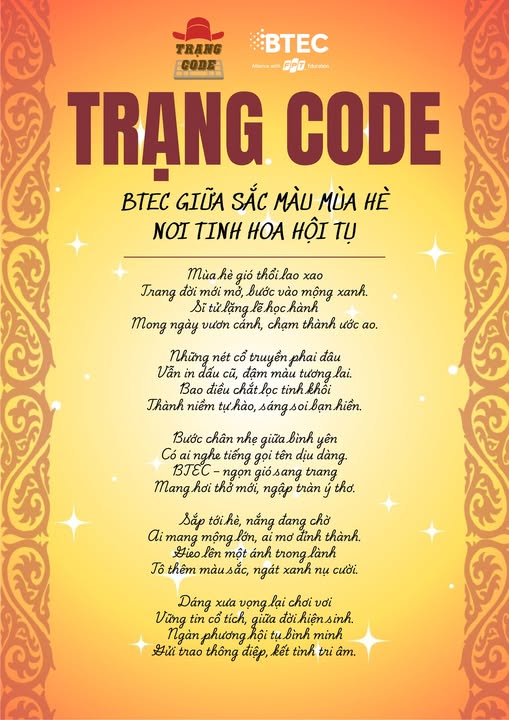 TRẠNG
CODE
BTEC
Alliance with FPT Education
TRẠNG CODE
BTEC GIỮA SẮC MÀU MÙA HÈ
NƠI TINH HOA HỘI TỤ
Mùa hè gió thổi lao xao
Trang đời mới mở, bước vào mộng xanh.
Sĩ tử lặng lẽ học hành
Mong ngày vươn cánh, chạm thành ước ao.
Những nét cổ truyền phai dâu
Vẫn in dấu cũ, đậm màu tương lai.
Bao điều chắt lọc tinh khôi
Thành niềm tự hào, sáng soi bạn hiền.
Bước chân nhẹ giữa bình yên
Có ai nghe tiếng gọi tên dịu dàng.
BTEC – ngọn gió sang trang
Mang hơi thở mới, ngập tràn ý thơ.
Sắp tới hè, nắng đang chờ
Ai mang mộng lớn, ai mơ đỉnh thành.
Gieo lên một ánh trong lành
Tô thêm màu sắc, ngát xanh nụ cười.
Dáng xưa vọng lại chơi vơi
Vững tin cổ tích, giữa đời hiện sinh.
Ngàn phương hội tụ bình minh
Gửi trao thông điệp, kết tinh tri âm.